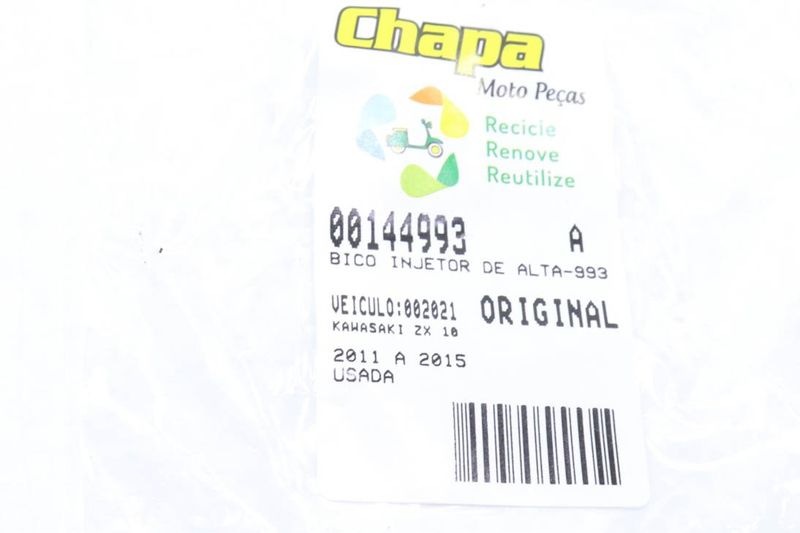 Chapa
Moto Peças
Recicle
Renove
Reutilize
00144993 A
BICO INJETOR DE ALTA-993
VEICULO:002021 ORIGINAL
KAWASAKI ZX 10
2011 A 2015
USADA